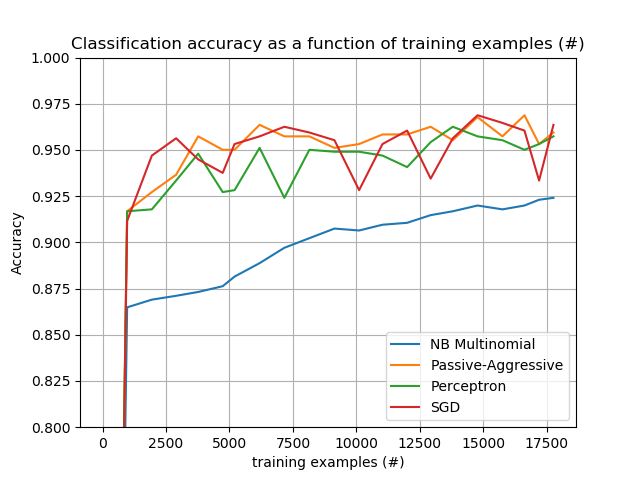 Classification accuracy as a function of training examples (#)
1.000
0.975
0.950
0.925
0.900
0.875
0.850
0.825
0.800
Accuracy
NB Multinomial
Passive-Aggressive
Perceptron
SGD
0 2500 5000 7500 10000 12500 15000 17500
training examples (#)